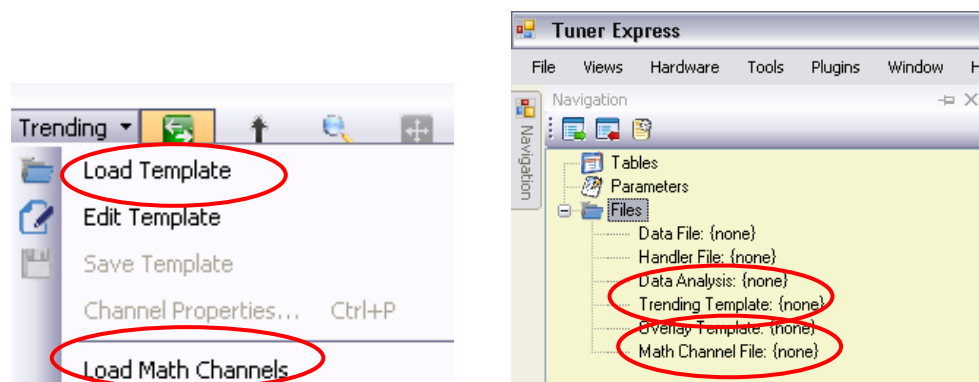 Trending
Load Template
Edit Template
Save Template
Channel Properties... Ctrl+P
Load Math Channels
Tuner Express
File Views Hardware Tools Plugins Window H
Navigation
Navigation
Tables
Parameters
Files
Data File: {none}
Handler File: {none}
Data Analysis: {none}
Trending Template: {none}
Overlay Template: {none}
Math Channel File: {none}